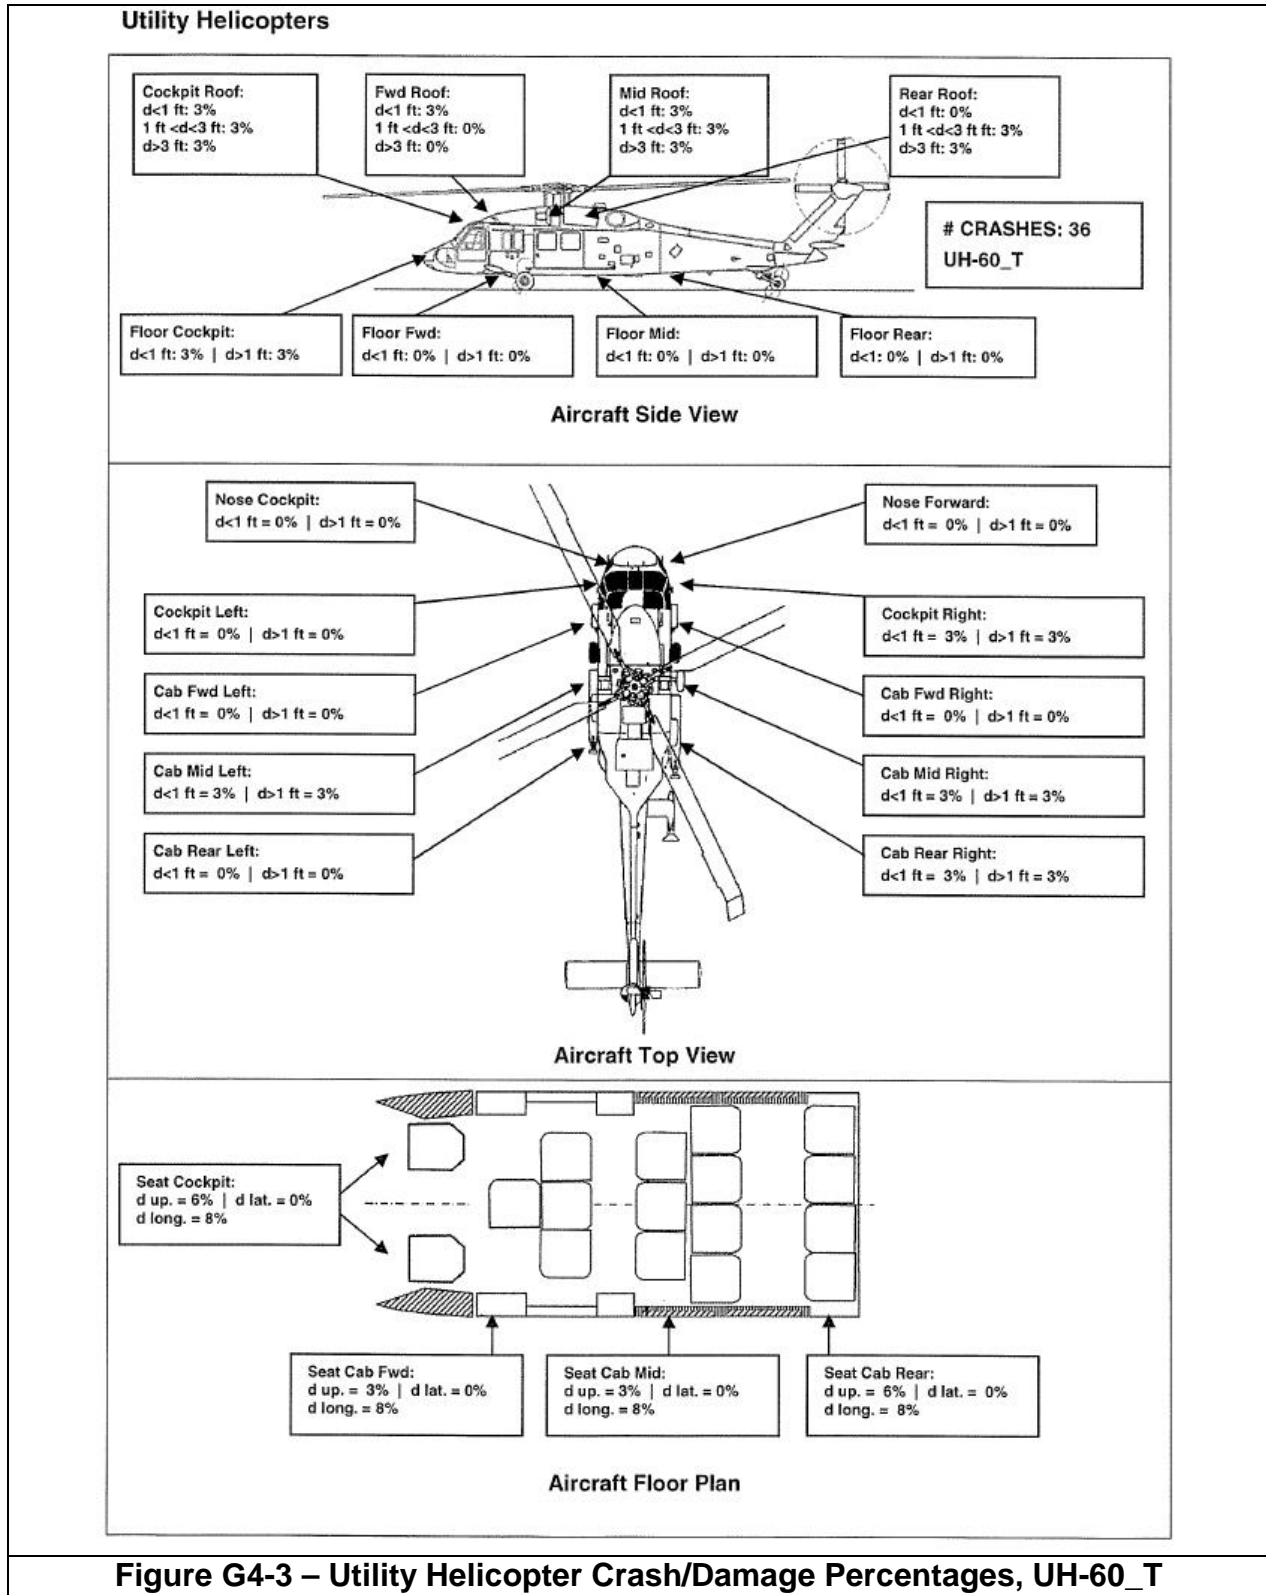 Utility Helicopters
Cockpit Roof:
d<1 ft: 3%
1 ft <d<3 ft: 3%
d>3 ft: 3%
Fwd Roof:
d<1 ft: 3%
1 ft <d<3 ft: 0%
d>3 ft: 0%
Mid Roof:
d<1 ft: 3%
1 ft <d<3 ft: 3%
d>3 ft: 3%
Rear Roof:
d<1 ft: 0%
1 ft <d<3 ft ft: 3%
d>3 ft: 3%
# CRASHES: 36
UH-60_T
Floor Cockpit:
d<1 ft: 3% | d>1 ft: 3%
Floor Fwd:
d<1 ft: 0% | d>1 ft: 0%
Floor Mid:
d<1 ft: 0% | d>1 ft: 0%
Floor Rear:
d<1: 0% | d>1 ft: 0%
Aircraft Side View
Nose Cockpit:
d<1 ft = 0% | d>1 ft = 0%
Nose Forward:
d<1 ft = 0% | d>1 ft = 0%
Cockpit Left:
d<1 ft = 0% | d>1 ft = 0%
Cockpit Right:
d<1 ft = 3% | d>1 ft = 3%
Cab Fwd Left:
d<1 ft = 0% | d>1 ft = 0%
Cab Fwd Right:
d<1 ft = 0% | d>1 ft = 0%
Cab Mid Left:
d<1 ft = 3% | d>1 ft = 3%
Cab Mid Right:
d<1 ft = 3% | d>1 ft = 3%
Cab Rear Left:
d<1 ft = 0% | d>1 ft = 0%
Cab Rear Right:
d<1 ft = 3% | d>1 ft = 3%
Aircraft Top View
Seat Cockpit:
d up. = 6% | d lat. = 0%
d long. = 8%
Seat Cab Fwd:
d up. = 3% | d lat. = 0%
d long. = 8%
Seat Cab Mid:
d up. = 3% | d lat. = 0%
d long. = 8%
Seat Cab Rear:
d up. = 6% | d lat. = 0%
d long. = 8%
Aircraft Floor Plan
Figure G4-3 – Utility Helicopter Crash/Damage Percentages, UH-60_T